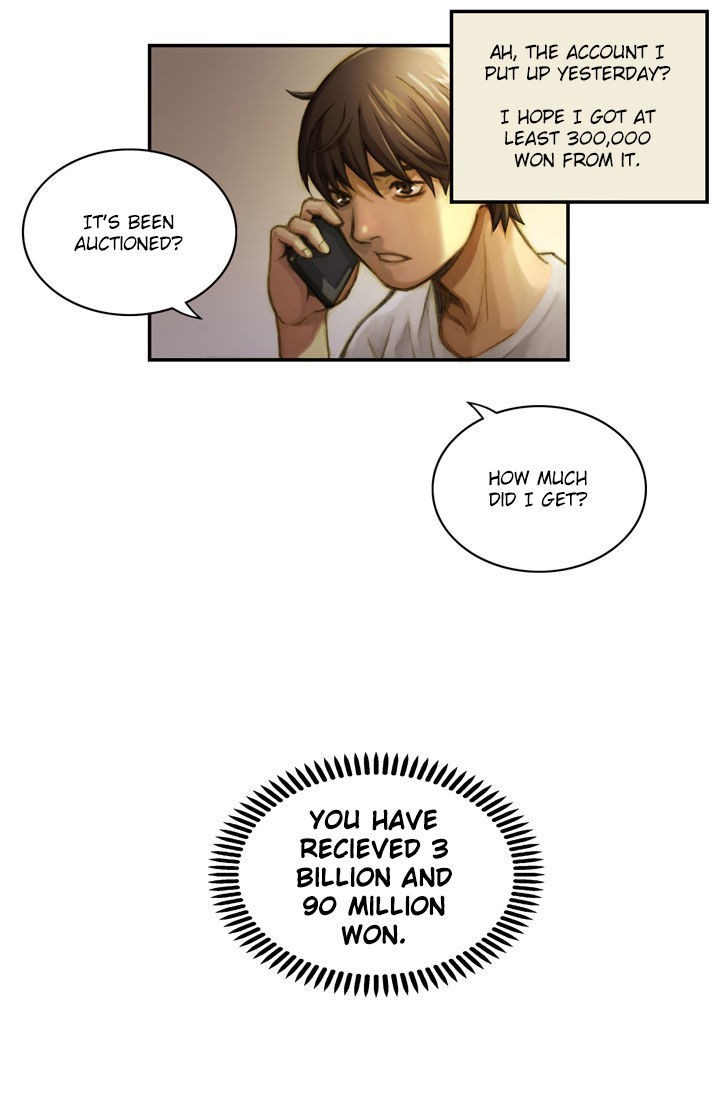 AH, THE ACCOUNT I
PUT UP YESTERDAY?
I HOPE I GOT AT
LEAST 300,000
WON FROM IT.
IT'S BEEN
AUCTIONED?
HOW MUCH
DID I GET?
YOU HAVE
RECIEVED 3
BILLION AND
90 MILLION
WON.